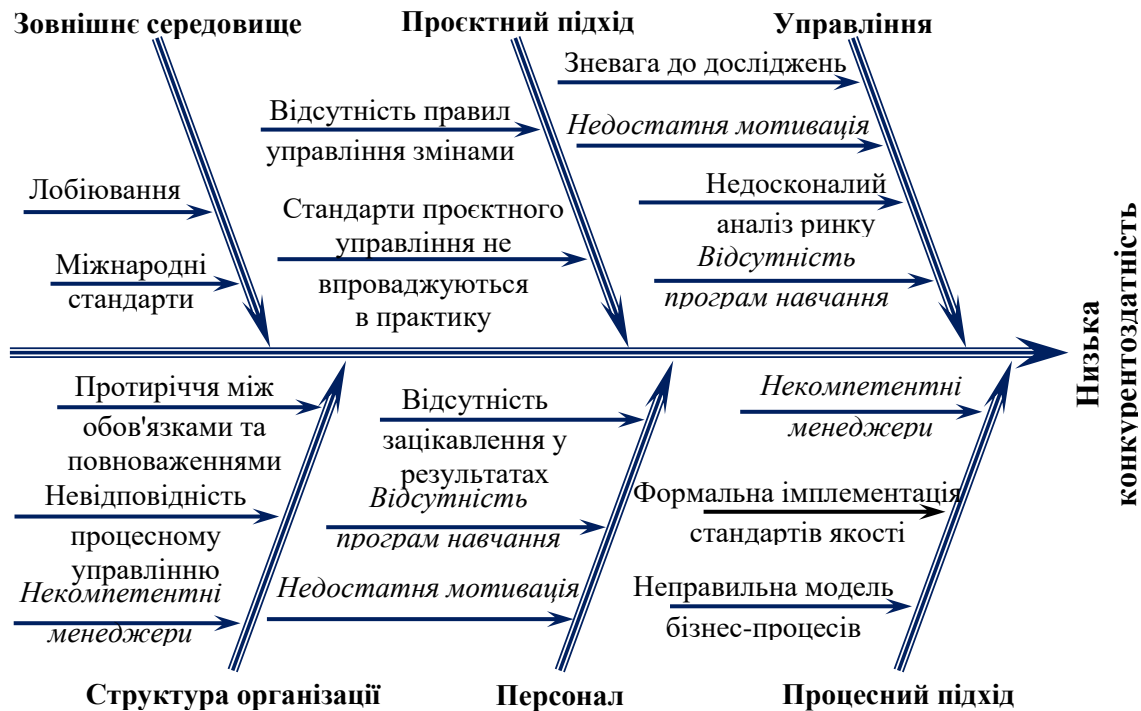 Зовнішнє середовище
Проєктний підхід
Управління
Зневага до досліджень
Відсутність правил
управління змінами
Недостатня мотивація
Лобіювання
Недосконалий
аналіз ринку
Стандарти проєктного
управління не
впроваджуються
в практику
Міжнародні
стандарти
Відсутність
програм навчання
Низька
конкурентоздатність
Протиріччя між
обов'язками та
повноваженнями
Відсутність
зацікавлення у
результатах
Некомпетентні
менеджери
Невідповідність
процесному
управлінню
Відсутність
програм навчання
Формальна імплементація
стандартів якості
Некомпетентні
менеджери
Недостатня мотивація
Неправильна модель
бізнес-процесів
Структура організації
Персонал
Процесний підхід